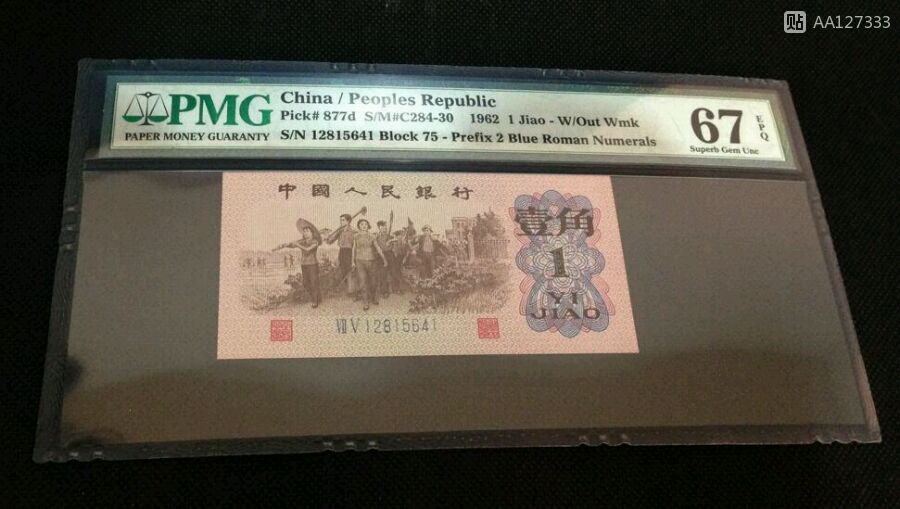 贴 AA127333
PMG
PAPER MONEY GUARANTY
China / Peoples Republic
Pick# 877d S/M#C284-30 1962 1 Jiao - W/Out Wmk
S/N 12815641 Block 75 - Prefix 2 Blue Roman Numerals
67 EPQ
Superb Gem Unc
中國人民銀行
壹角
1
YI
JIAO
VII V 12815641